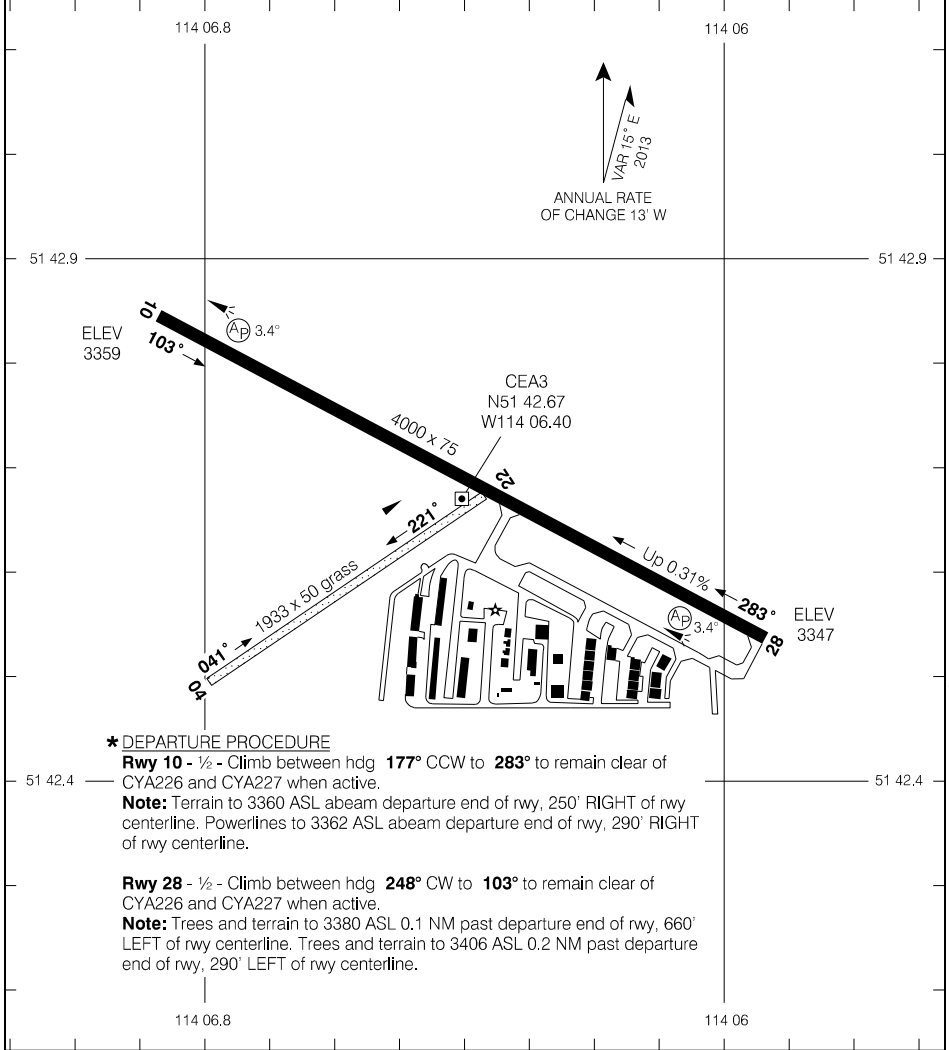 114 06.8
114 06
VAR 15° E
2013
ANNUAL RATE
OF CHANGE 13' W
51 42.9
51 42.9
10
ELEV
3359
103°
AP 3.4°
CEA3
N51 42.67
W114 06.40
4000 x 75
22
221°
1933 x 50 grass
041°
04
Up 0.31%
283°
AP 3.4°
28
ELEV
3347
* DEPARTURE PROCEDURE
Rwy 10 - ½ - Climb between hdg 177° CCW to 283° to remain clear of
51 42.4
CYA226 and CYA227 when active.
51 42.4
Note: Terrain to 3360 ASL abeam departure end of rwy, 250' RIGHT of rwy
centerline. Powerlines to 3362 ASL abeam departure end of rwy, 290' RIGHT
of rwy centerline.
Rwy 28 - ½ - Climb between hdg 248° CW to 103° to remain clear of
CYA226 and CYA227 when active.
Note: Trees and terrain to 3380 ASL 0.1 NM past departure end of rwy, 660'
LEFT of rwy centerline. Trees and terrain to 3406 ASL 0.2 NM past departure
end of rwy, 290' LEFT of rwy centerline.
114 06.8
114 06